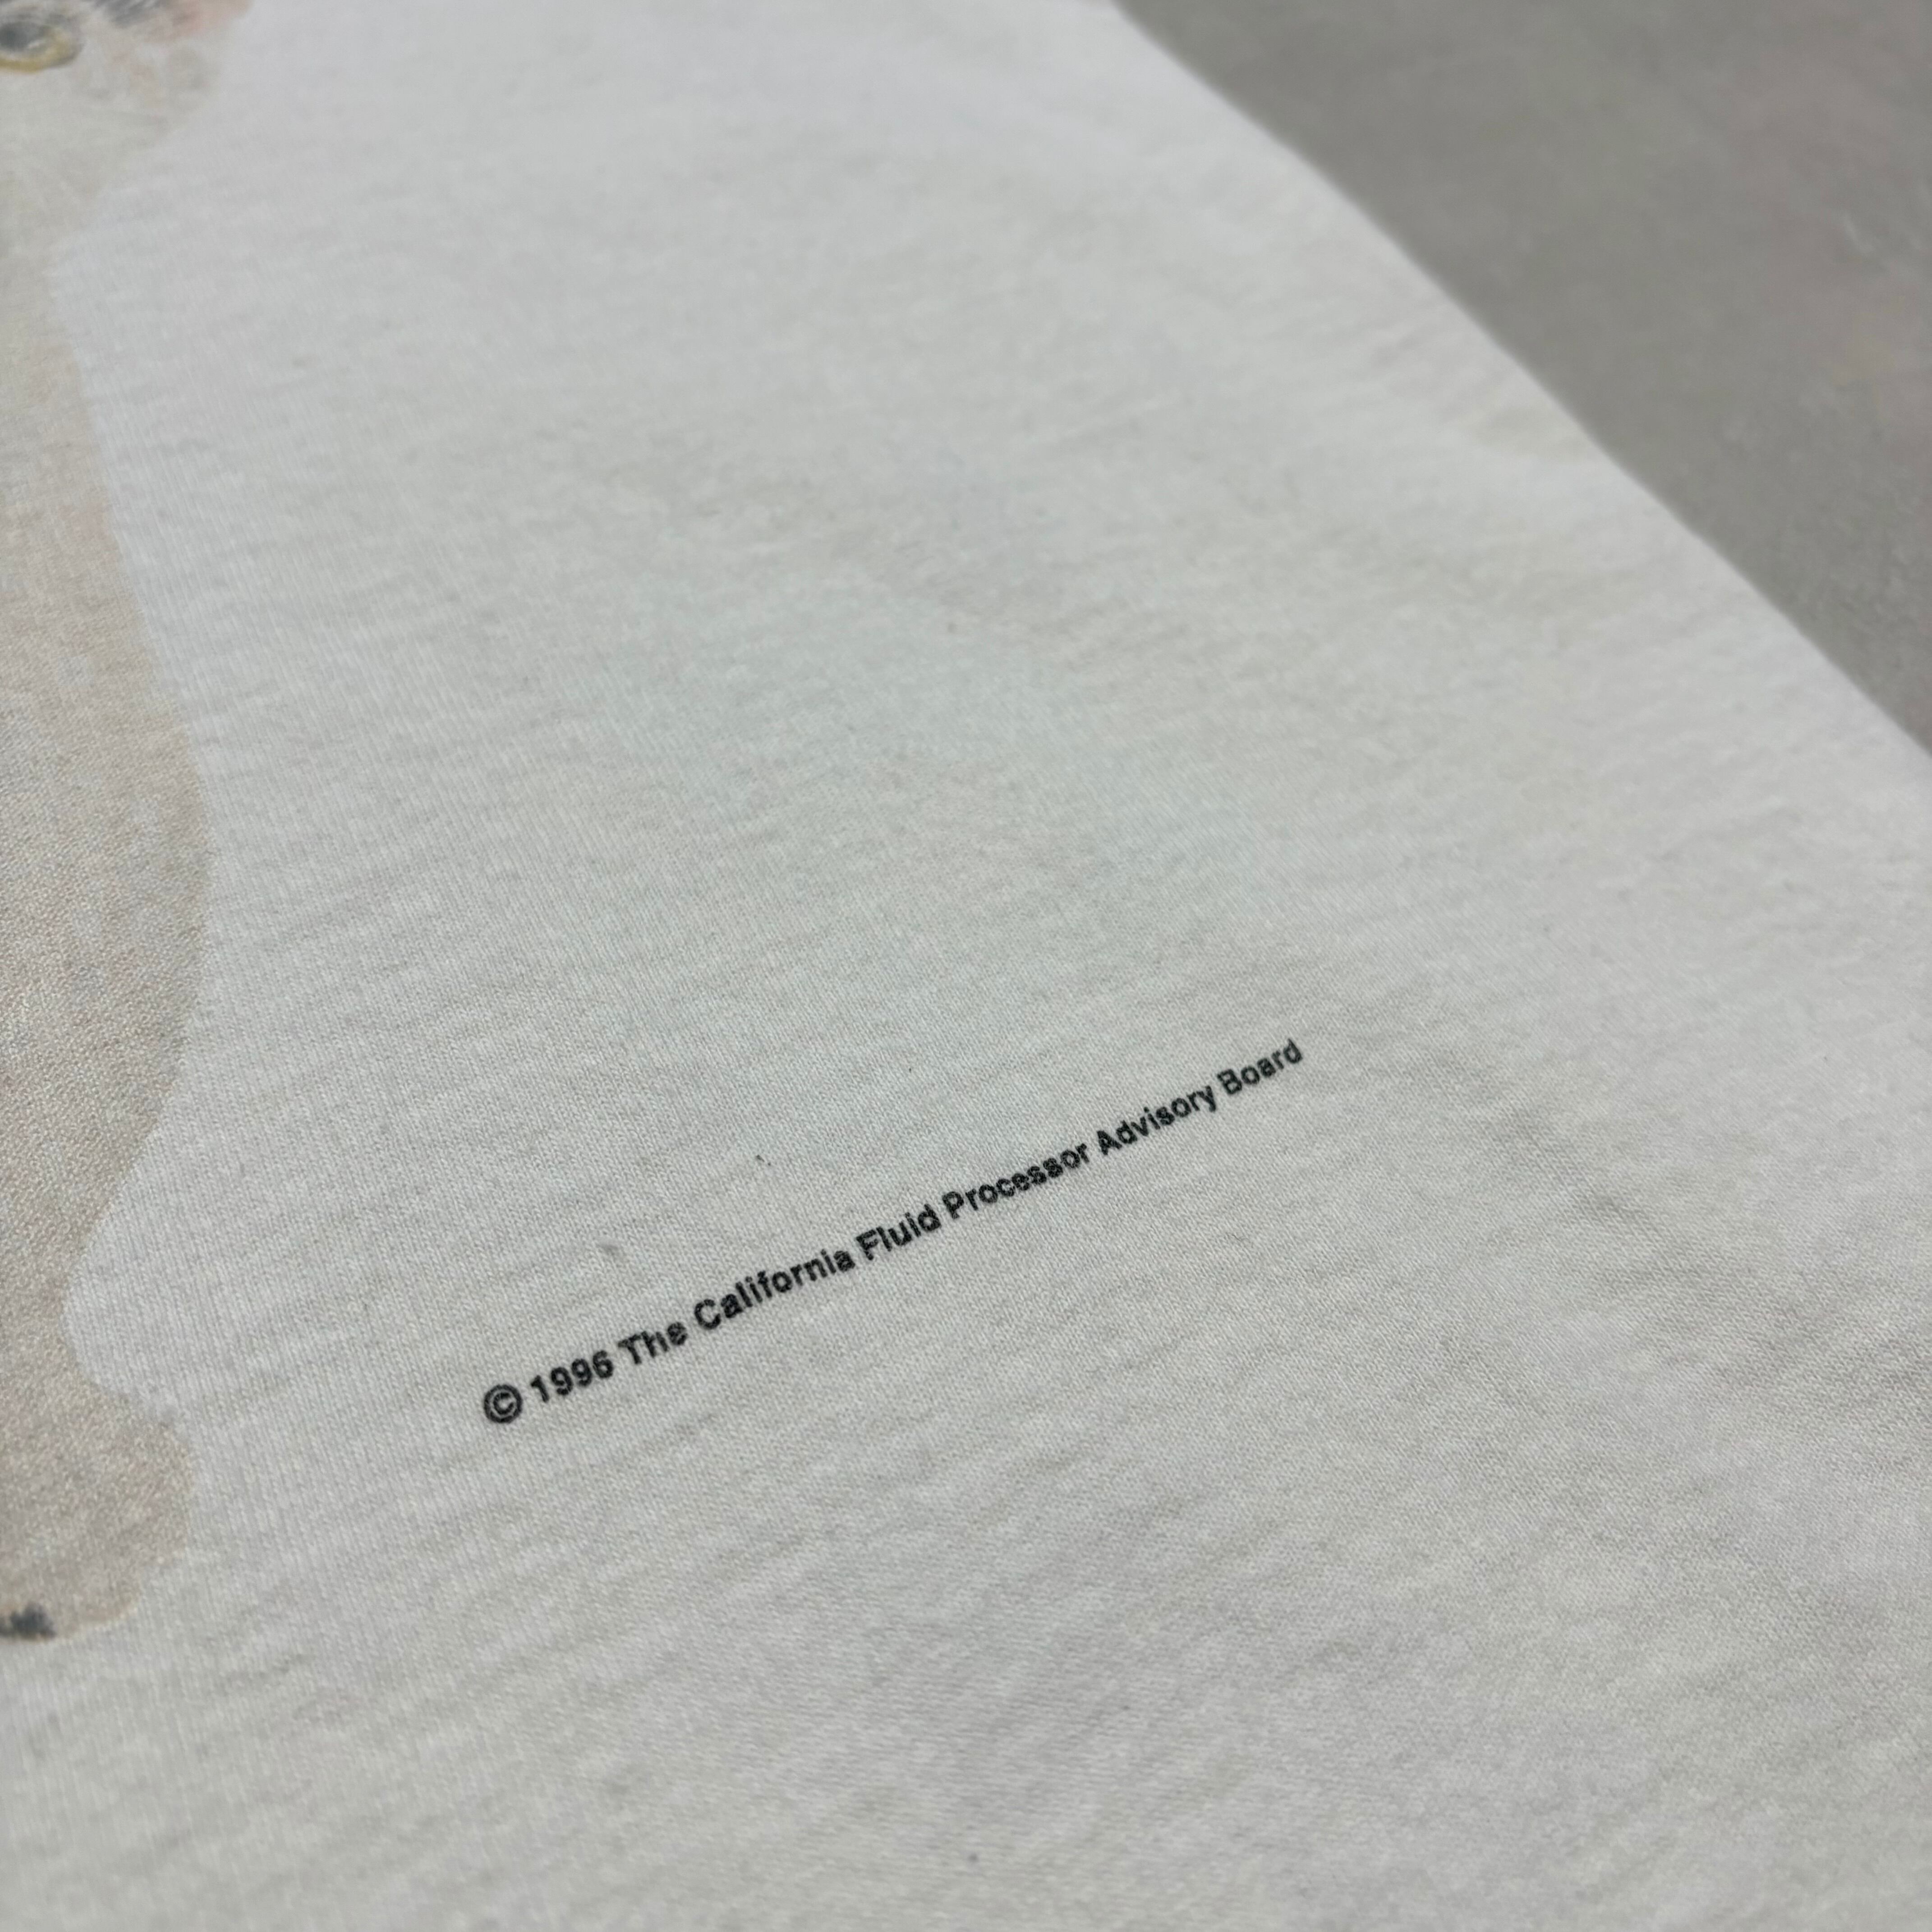 © 1996 The California Fluid Processor Advisory Board